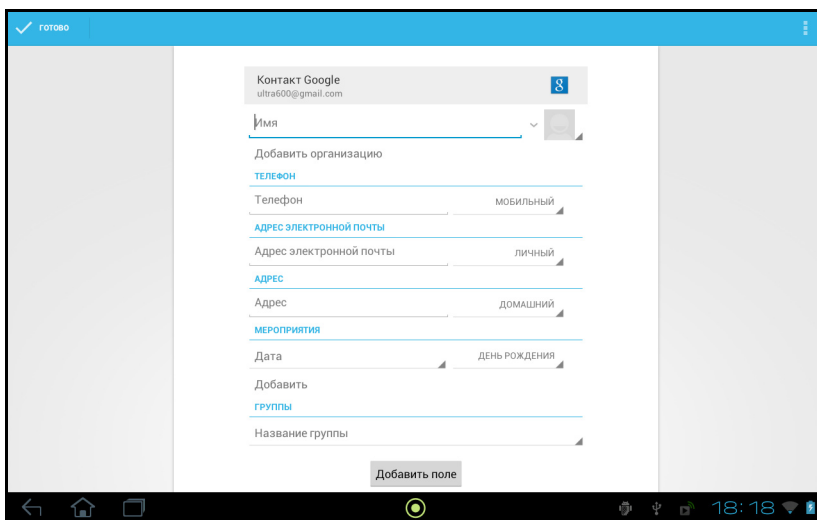 ГОТОВО
Контакт Google
ultra600@gmail.com
8
Имя
Добавить организацию
ТЕЛЕФОН
Телефон МОБИЛЬНЫЙ
АДРЕС ЭЛЕКТРОННОЙ ПОЧТЫ
Адрес электронной почты ЛИЧНЫЙ
АДРЕС
Адрес ДОМАШНИЙ
МЕРОПРИЯТИЯ
Дата ДЕНЬ РОЖДЕНИЯ
Добавить
ГРУППЫ
Название группы
Добавить поле
18:18